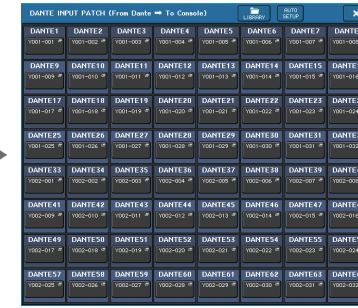 DANTE INPUT PATCH (From Dante ➡ To Console)
LIBRARY
AUTO
SETUP
DANTE1 DANTE2 DANTE3 DANTE4 DANTE5 DANTE6 DANTE7 DANTE
Y001-001 Y001-002 Y001-003 Y001-004 Y001-005 Y001-006 Y001-007 Y001-00
DANTE9 DANTE10 DANTE11 DANTE12 DANTE13 DANTE14 DANTE15 DANTE1
Y001-009 Y001-010 Y001-011 Y001-012 Y001-013 Y001-014 Y001-015 Y001-016
DANTE17 DANTE18 DANTE19 DANTE20 DANTE21 DANTE22 DANTE23 DANTE2
Y001-017 Y001-018 Y001-019 Y001-020 Y001-021 Y001-022 Y001-023 Y001-024
DANTE25 DANTE26 DANTE27 DANTE28 DANTE29 DANTE30 DANTE31 DANTE3
Y001-025 Y001-026 Y001-027 Y001-028 Y001-029 Y001-030 Y001-031 Y001-032
DANTE33 DANTE34 DANTE35 DANTE36 DANTE37 DANTE38 DANTE39 DANTE4
Y002-001 Y002-002 Y002-003 Y002-004 Y002-005 Y002-006 Y002-007 Y002-008
DANTE41 DANTE42 DANTE43 DANTE44 DANTE45 DANTE46 DANTE47 DANTE4
Y002-009 Y002-010 Y002-011 Y002-012 Y002-013 Y002-014 Y002-015 Y002-016
DANTE49 DANTE50 DANTE51 DANTE52 DANTE53 DANTE54 DANTE55 DANTE5
Y002-017 Y002-018 Y002-019 Y002-020 Y002-021 Y002-022 Y002-023 Y002-024
DANTE57 DANTE58 DANTE59 DANTE60 DANTE61 DANTE62 DANTE63 DANTE6
Y002-025 Y002-026 Y002-027 Y002-028 Y002-029 Y002-030 Y002-031 Y002-032